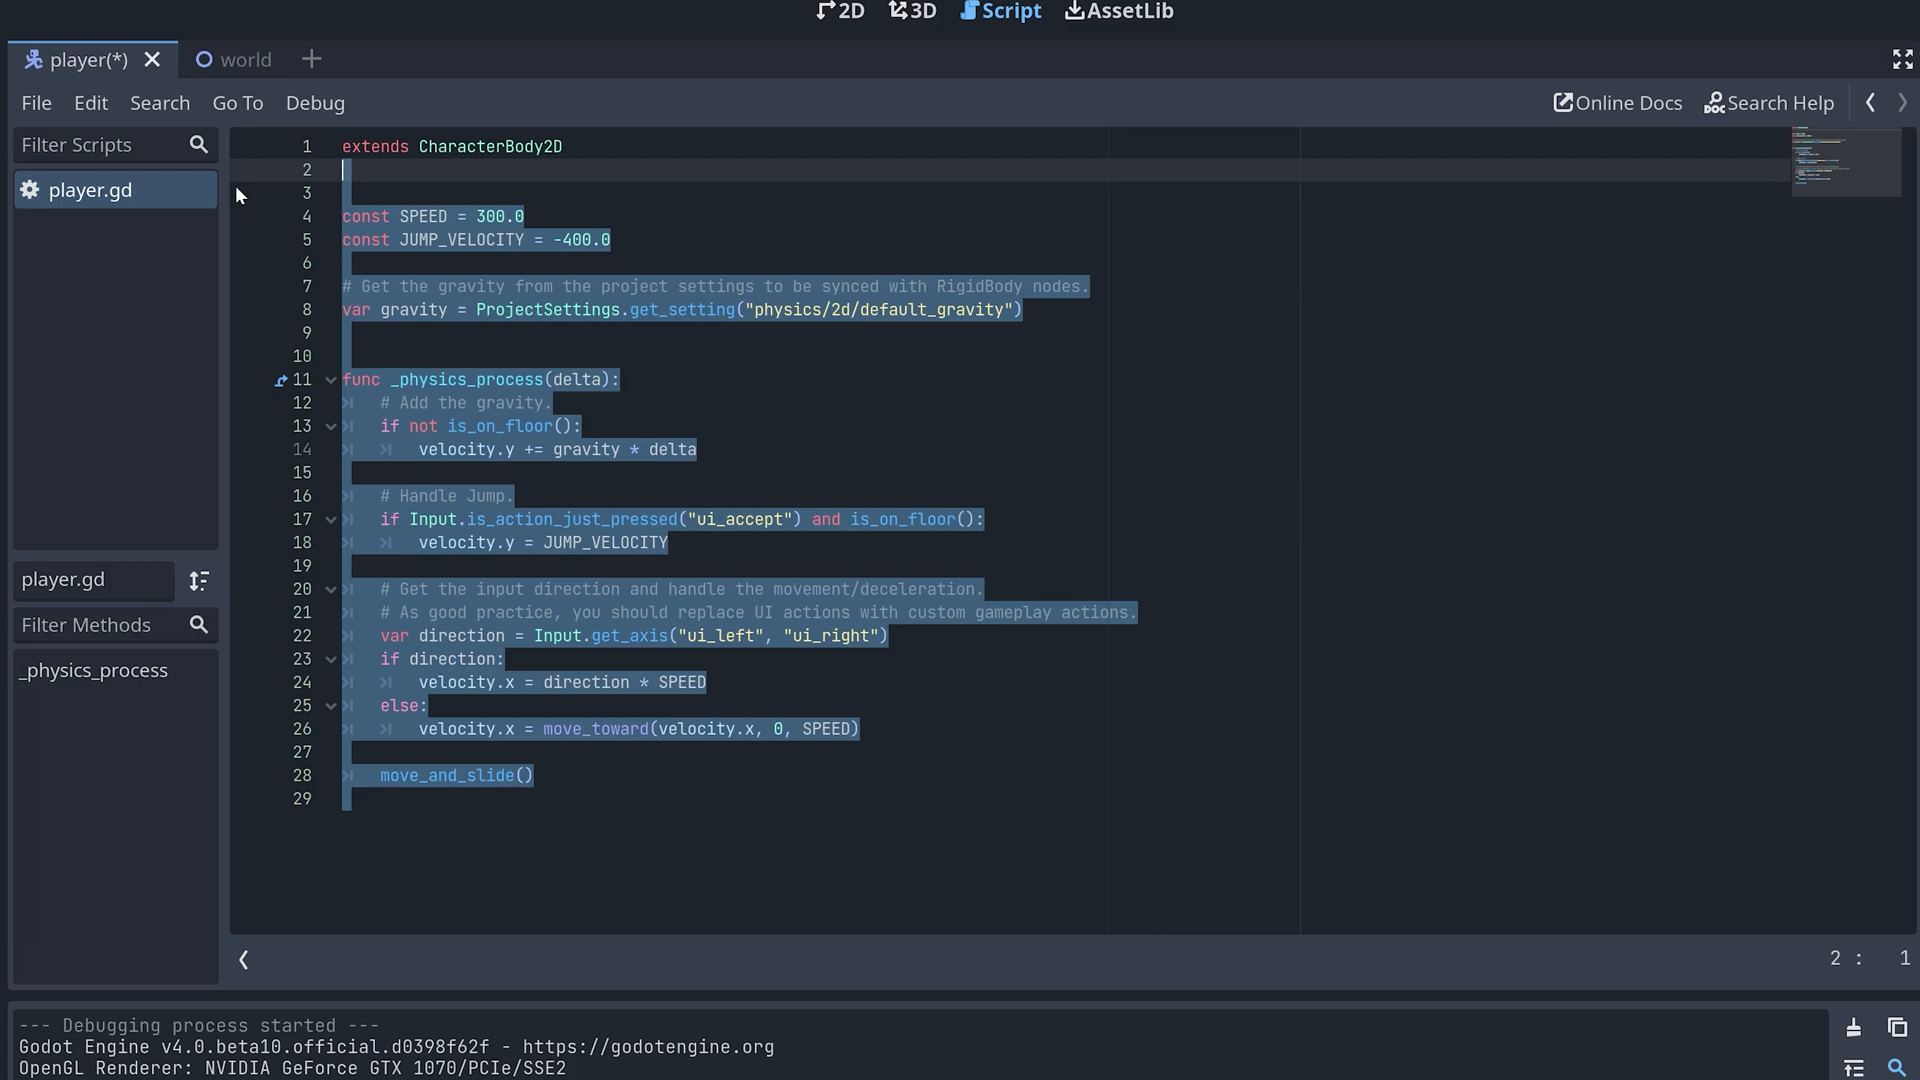 2D 3D Script AssetLib
player(*) world
File Edit Search Go To Debug Online Docs Search Help
Filter Scripts
player.gd
player.gd
Filter Methods
_physics_process
1 extends CharacterBody2D
2
3
4 const SPEED = 300.0
5 const JUMP_VELOCITY = -400.0
6
7 # Get the gravity from the project settings to be synced with RigidBody nodes.
8 var gravity = ProjectSettings.get_setting("physics/2d/default_gravity")
9
10
11 func _physics_process(delta):
12 # Add the gravity.
13 if not is_on_floor():
14 velocity.y += gravity * delta
15
16 # Handle Jump.
17 if Input.is_action_just_pressed("ui_accept") and is_on_floor():
18 velocity.y = JUMP_VELOCITY
19
20 # Get the input direction and handle the movement/deceleration.
21 # As good practice, you should replace UI actions with custom gameplay actions.
22 var direction = Input.get_axis("ui_left", "ui_right")
23 if direction:
24 velocity.x = direction * SPEED
25 else:
26 velocity.x = move_toward(velocity.x, 0, SPEED)
27
28 move_and_slide()
29
2 : 1
--- Debugging process started ---
Godot Engine v4.0.beta10.official.d0398f62f - https://godotengine.org
OpenGL Renderer: NVIDIA GeForce GTX 1070/PCIe/SSE2